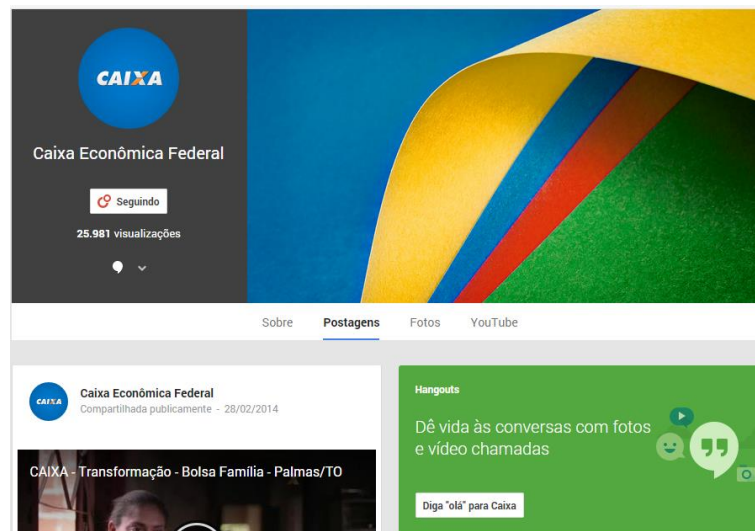 CAIXA
Caixa Econômica Federal
Seguindo
25.981 visualizações
Sobre Postagens Fotos YouTube
CAIXA
Caixa Econômica Federal
Compartilhada publicamente - 28/02/2014
CAIXA - Transformação - Bolsa Família - Palmas/TO
Hangouts
Dê vida às conversas com fotos
e vídeo chamadas
Diga "olá" para Caixa